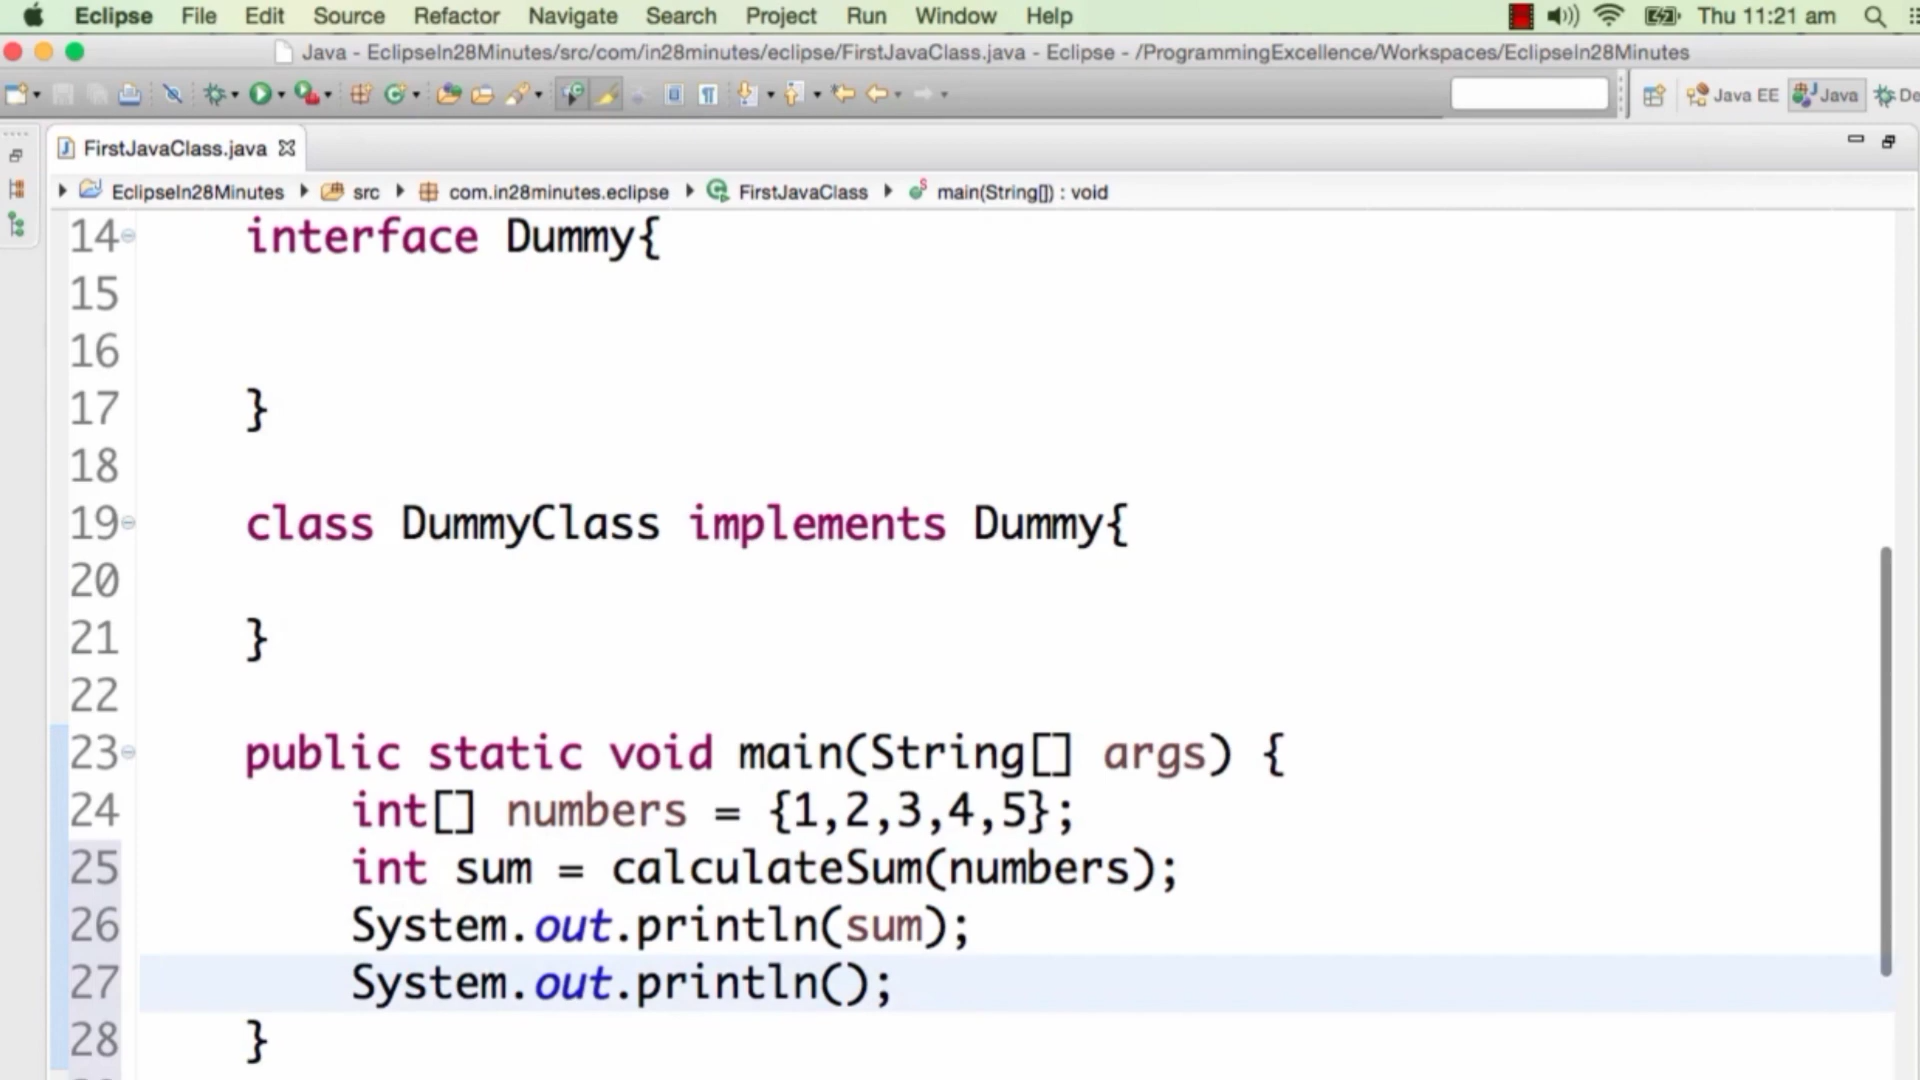 Eclipse File Edit Source Refactor Navigate Search Project Run Window Help Thu 11:21 am
Java - EclipseIn28Minutes/src/com/in28minutes/eclipse/FirstJavaClass.java - Eclipse - /ProgrammingExcellence/Workspaces/EclipseIn28Minutes
Java EE Java De
FirstJavaClass.java
EclipseIn28Minutes src com.in28minutes.eclipse FirstJavaClass main(String[]) : void
14 interface Dummy{
15
16
17 }
18
19 class DummyClass implements Dummy{
20
21 }
22
23 public static void main(String[] args) {
24 int[] numbers = {1,2,3,4,5};
25 int sum = calculateSum(numbers);
26 System.out.println(sum);
27 System.out.println();
28 }